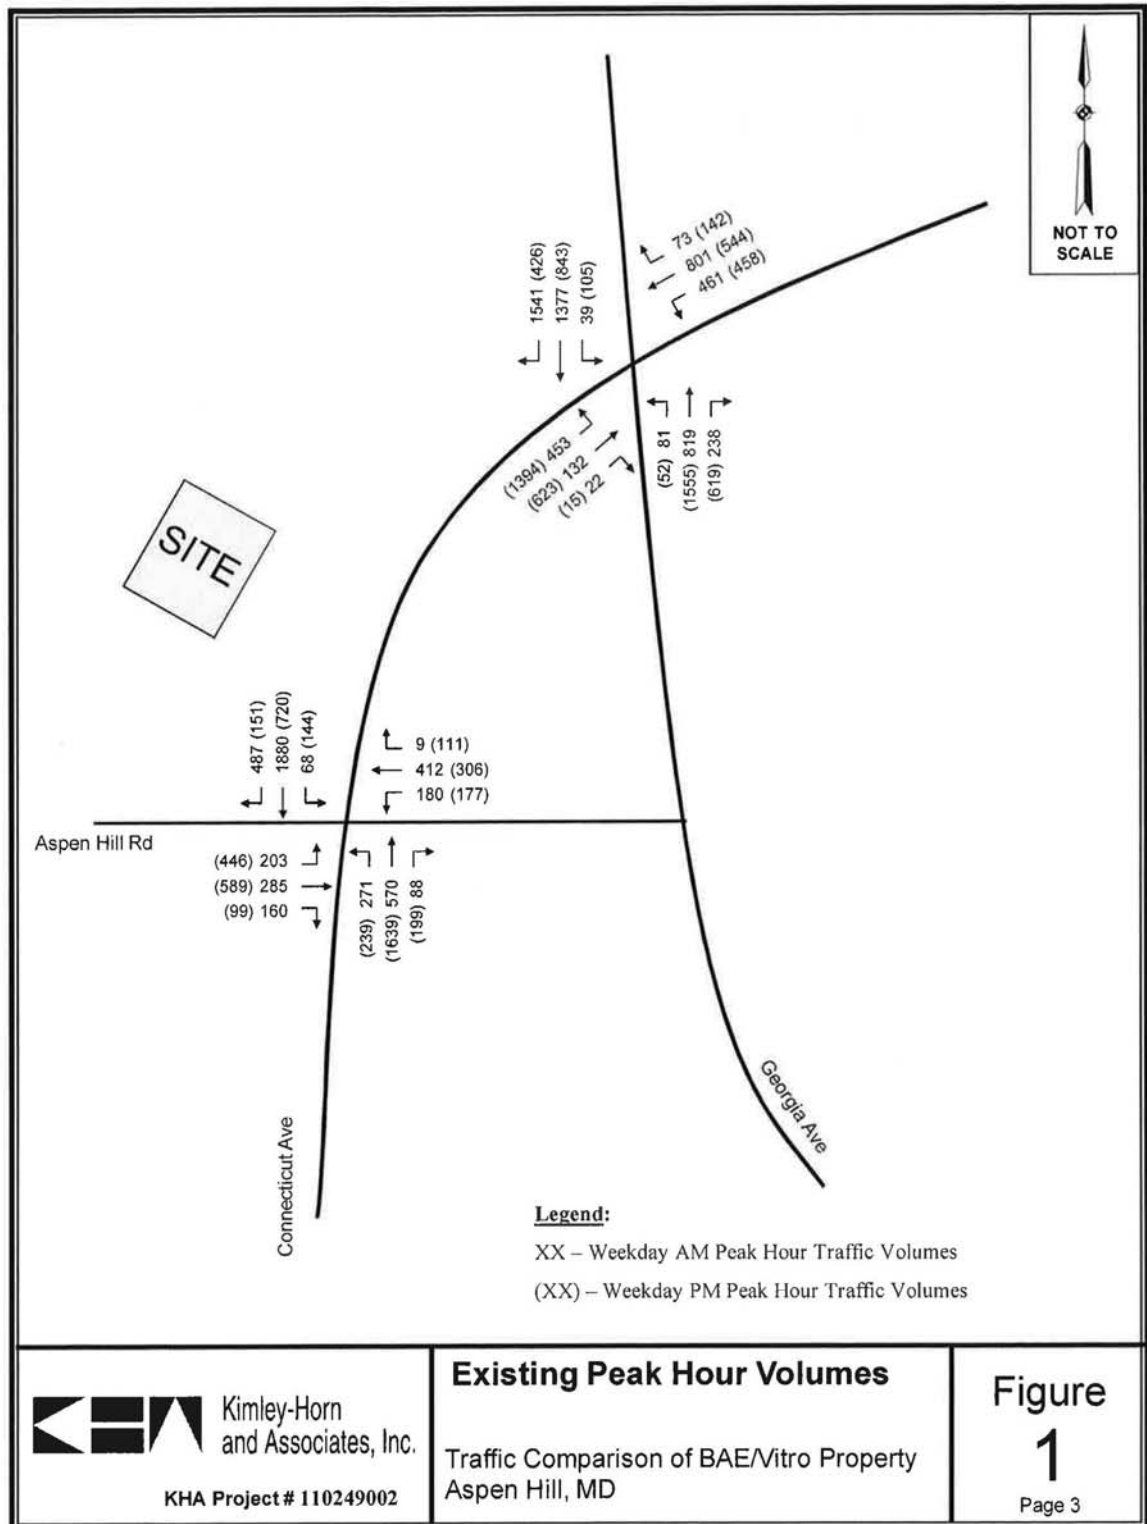 NOT TO
SCALE
73 (142)
801 (544)
461 (458)
1541 (426)
1377 (843)
39 (105)
(1394) 453
(623) 132
(15) 22
(52) 81
(1555) 819
(619) 238
SITE
487 (151)
1880 (720)
68 (144)
9 (111)
412 (306)
180 (177)
Aspen Hill Rd
(446) 203
(589) 285
(99) 160
(239) 271
(1639) 570
(199) 88
Georgia Ave
Connecticut Ave
Legend:
XX – Weekday AM Peak Hour Traffic Volumes
(XX) – Weekday PM Peak Hour Traffic Volumes
Kimley-Horn
and Associates, Inc.
KHA Project # 110249002
Existing Peak Hour Volumes
Traffic Comparison of BAE/Vitro Property
Aspen Hill, MD
Figure
1
Page 3